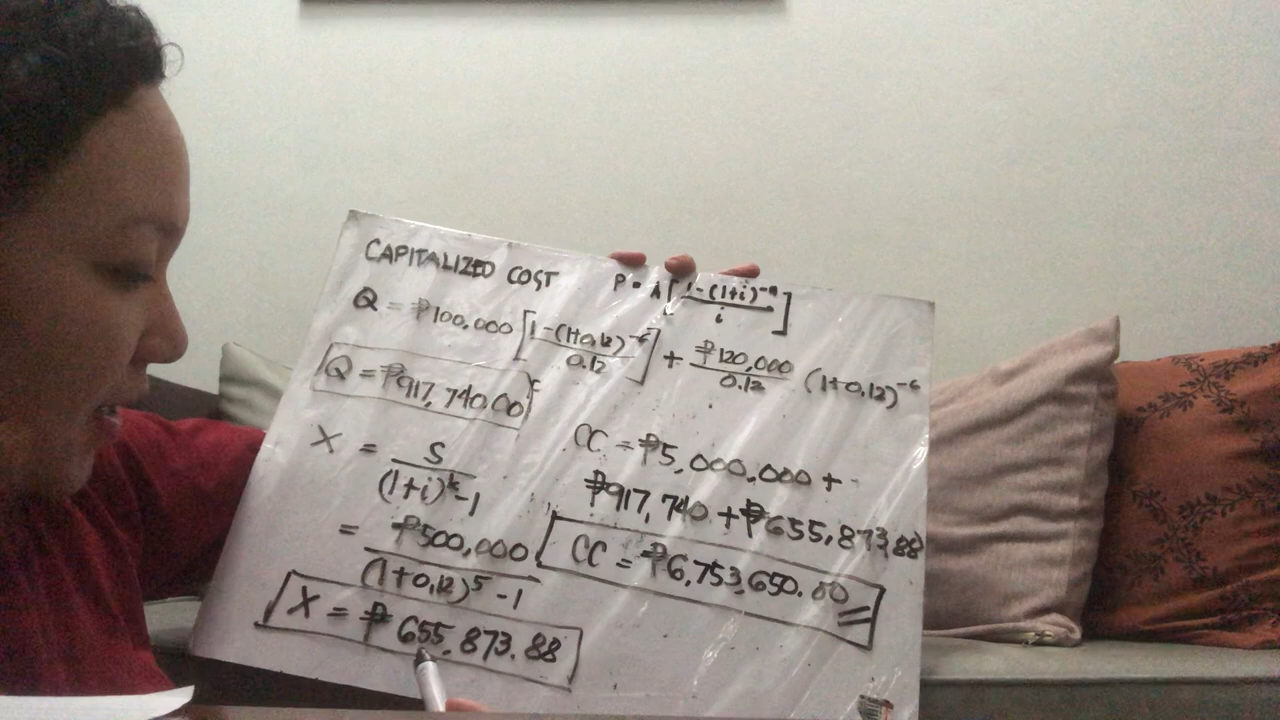 CAPITALIZED COST
P = A [ 1-(1+i)^-n / i ]
Q = ₱100,000 [ 1-(1+0.12)^-6 / 0.12 ] + ₱120,000 / 0.12 (1+0.12)^-6
Q = ₱917,740.00
X = S / (1+i)^k -1
= ₱500,000 / (1+0.12)^5 -1
X = ₱655,873.88
CC = ₱5,000,000 +
₱917,740 + ₱655,873.88
CC = ₱6,753,650.00